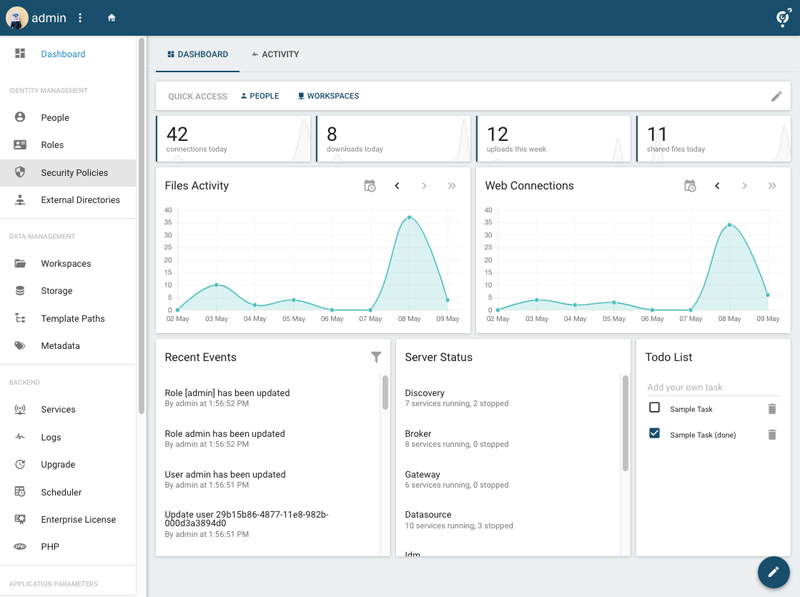 admin
Dashboard
IDENTITY MANAGEMENT
People
Roles
Security Policies
External Directories
DATA MANAGEMENT
Workspaces
Storage
Template Paths
Metadata
BACKEND
Services
Logs
Upgrade
Scheduler
Enterprise License
PHP
APPLICATION PARAMETERS
DASHBOARD ACTIVITY
QUICK ACCESS PEOPLE WORKSPACES
42
connections today
8
downloads today
12
uploads this week
11
shared files today
Files Activity
40
35
30
25
20
15
10
5
0
02 May 03 May 04 May 05 May 06 May 07 May 08 May 09 May
Web Connections
40
35
30
25
20
15
10
5
0
02 May 03 May 04 May 05 May 06 May 07 May 08 May 09 May
Recent Events
Role [admin] has been updated
By admin at 1:56:52 PM
Role admin has been updated
By admin at 1:56:52 PM
User admin has been updated
By admin at 1:56:51 PM
Update user 29b15b86-4877-11e8-982b-
000d3a3894d0
By admin at 1:56:51 PM
Server Status
Discovery
7 services running, 2 stopped
Broker
8 services running, 0 stopped
Gateway
6 services running, 0 stopped
Datasource
10 services running, 3 stopped
Idm
Todo List
Add your own task
Sample Task
Sample Task (done)